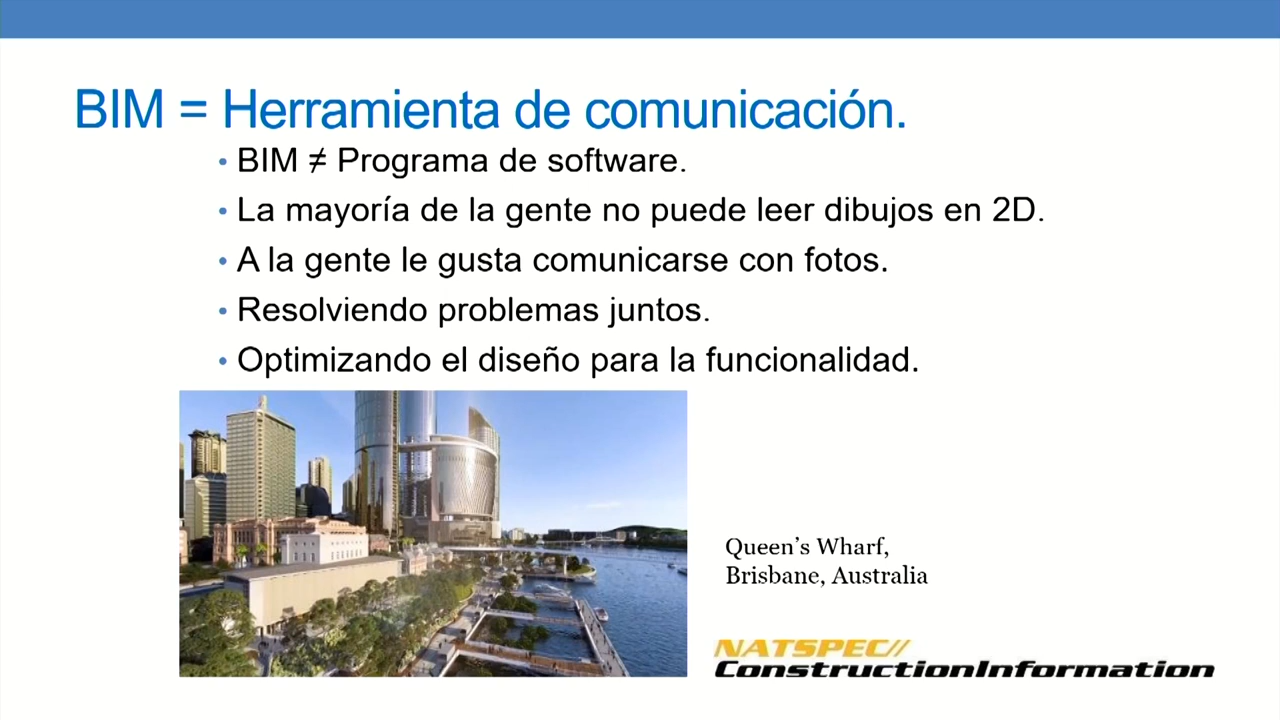 BIM = Herramienta de comunicación.
• BIM ≠ Programa de software.
• La mayoría de la gente no puede leer dibujos en 2D.
• A la gente le gusta comunicarse con fotos.
• Resolviendo problemas juntos.
• Optimizando el diseño para la funcionalidad.
Queen's Wharf,
Brisbane, Australia
NATSPEC//
ConstructionInformation